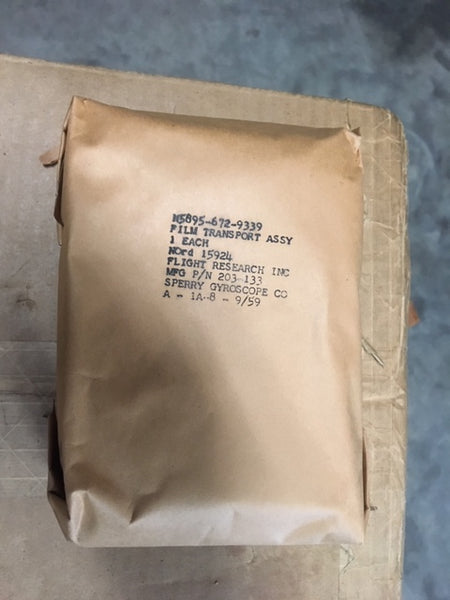 N5895-672-9339
FILM TRANSPORT ASSY
1 EACH
NOrd 15924
FLIGHT RESEARCH INC
MFG P/N 203-133
SPERRY GYROSCOPE CO
A - 1A-8 - 9/59